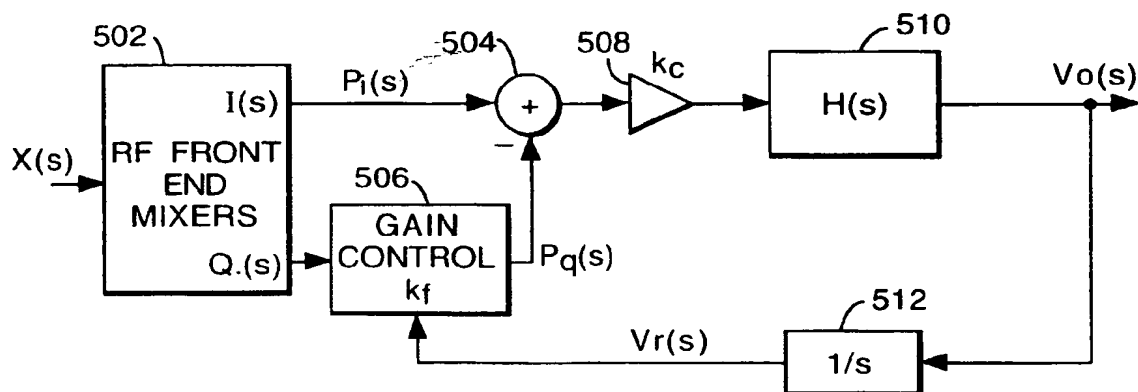 502
504
508
510
Pi(s)
kc
Vo(s)
I(s)
+
H(s)
X(s)
RF FRONT
END
MIXERS
−
506
GAIN
CONTROL
kf
Q.(s)
Pq(s)
512
Vr(s)
1/s